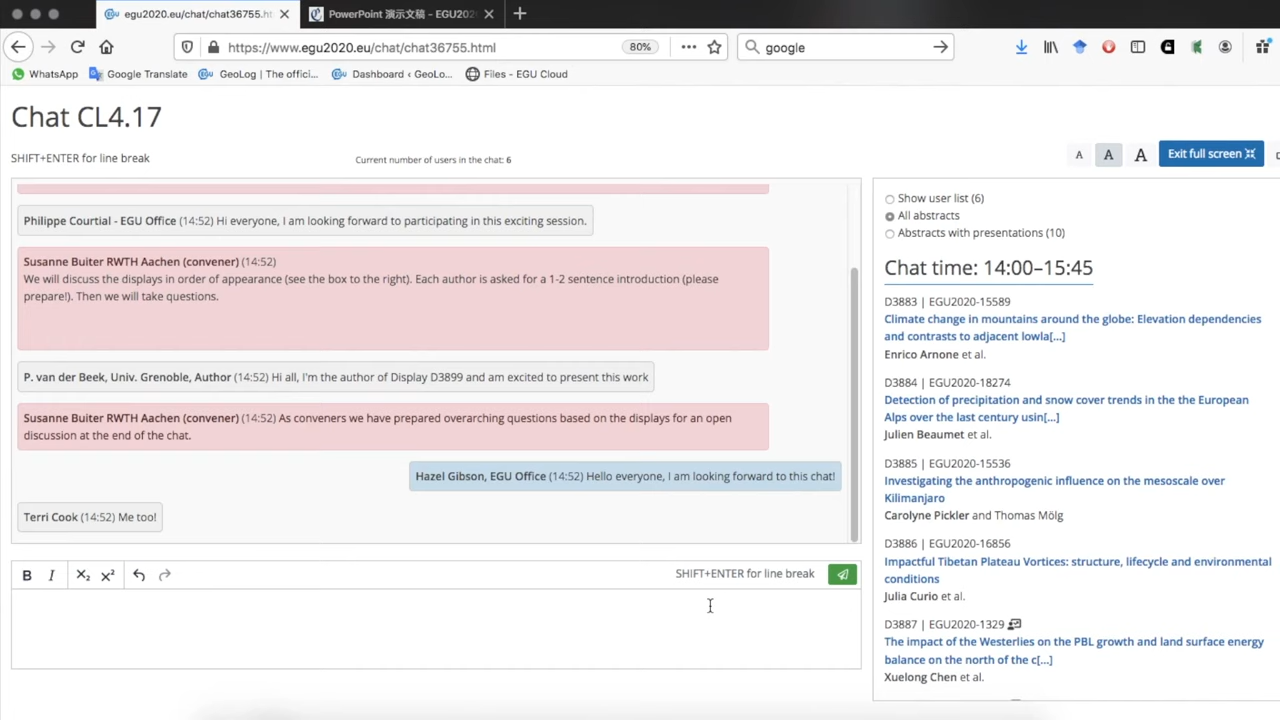 egu2020.eu/chat/chat36755.ht
PowerPoint 演示文稿 - EGU202
https://www.egu2020.eu/chat/chat36755.html
80%
google
WhatsApp
Google Translate
GeoLog | The offici...
Dashboard ‹ GeoLo...
Files - EGU Cloud
Chat CL4.17
SHIFT+ENTER for line break
Current number of users in the chat: 6
A A A
Exit full screen
Philippe Courtial - EGU Office (14:52) Hi everyone, I am looking forward to participating in this exciting session.
Susanne Buiter RWTH Aachen (convener) (14:52)
We will discuss the displays in order of appearance (see the box to the right). Each author is asked for a 1-2 sentence introduction (please
prepare!). Then we will take questions.
P. van der Beek, Univ. Grenoble, Author (14:52) Hi all, I'm the author of Display D3899 and am excited to present this work
Susanne Buiter RWTH Aachen (convener) (14:52) As conveners we have prepared overarching questions based on the displays for an open
discussion at the end of the chat.
Hazel Gibson, EGU Office (14:52) Hello everyone, I am looking forward to this chat!
Terri Cook (14:52) Me too!
B I X₂ X²
SHIFT+ENTER for line break
Show user list (6)
All abstracts
Abstracts with presentations (10)
Chat time: 14:00–15:45
D3883 | EGU2020-15589
Climate change in mountains around the globe: Elevation dependencies
and contrasts to adjacent lowla[...]
Enrico Arnone et al.
D3884 | EGU2020-18274
Detection of precipitation and snow cover trends in the the European
Alps over the last century usin[...]
Julien Beaumet et al.
D3885 | EGU2020-15536
Investigating the anthropogenic influence on the mesoscale over
Kilimanjaro
Carolyne Pickler and Thomas Mölg
D3886 | EGU2020-16856
Impactful Tibetan Plateau Vortices: structure, lifecycle and environmental
conditions
Julia Curio et al.
D3887 | EGU2020-1329
The impact of the Westerlies on the PBL growth and land surface energy
balance on the north of the c[...]
Xuelong Chen et al.